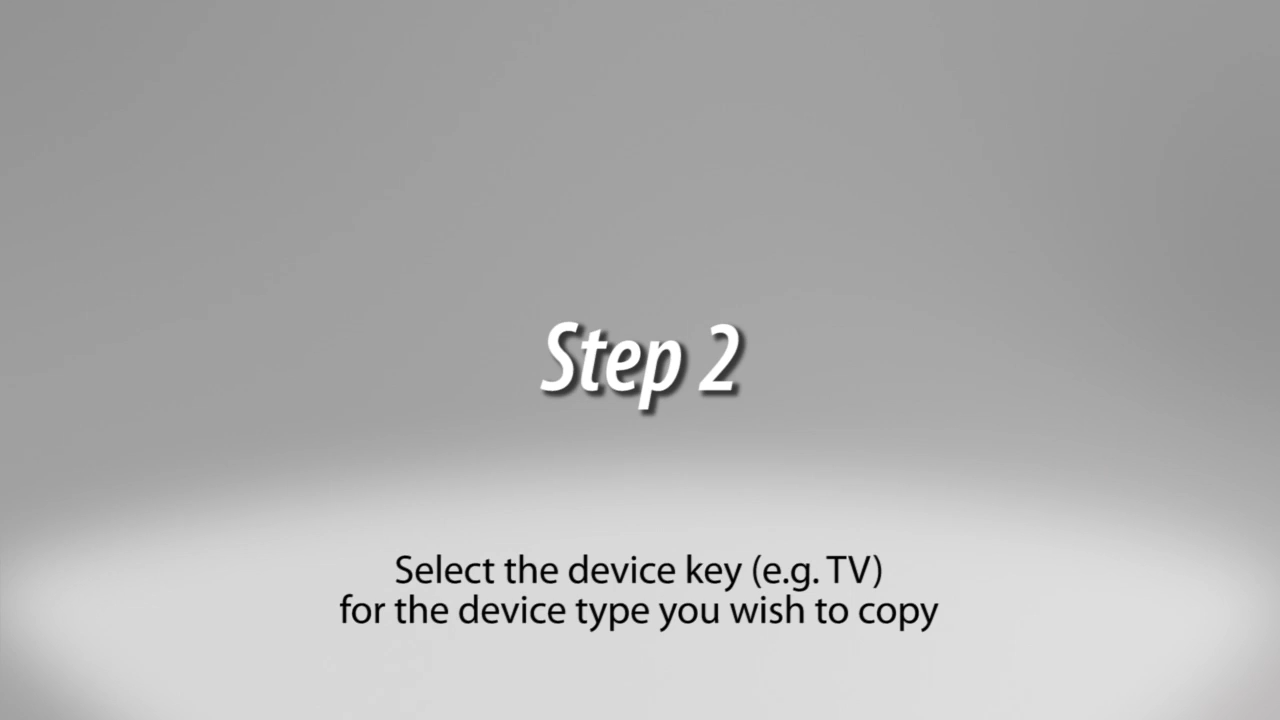 Step 2
Select the device key (e.g. TV)
for the device type you wish to copy